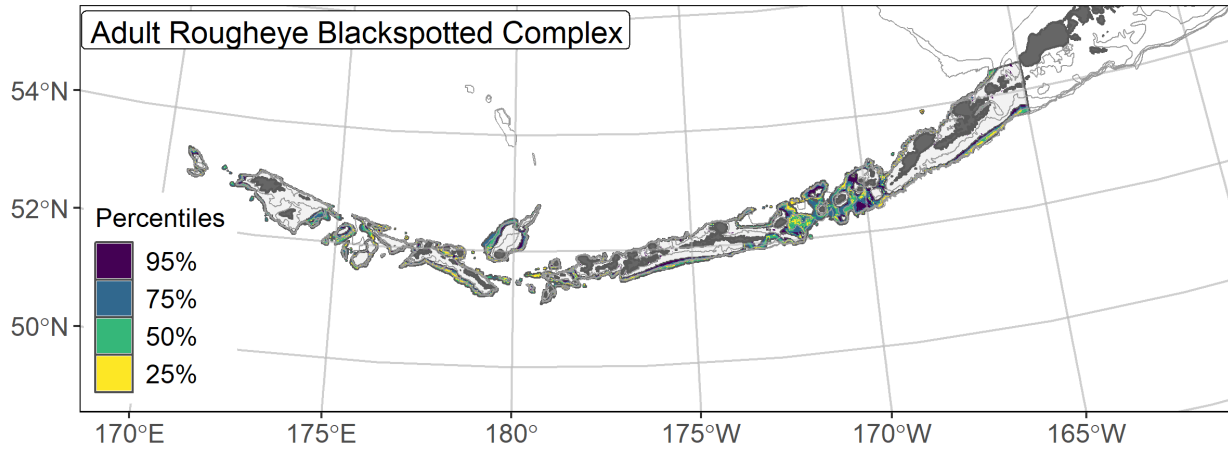 Adult Rougheye Blackspotted Complex
54°N
52°N
50°N
Percentiles
95%
75%
50%
25%
170°E
175°E
180°
175°W
170°W
165°W